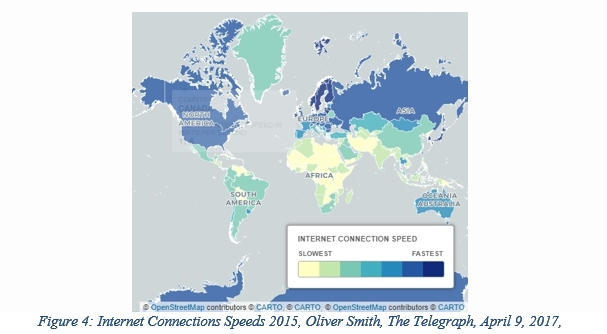 NORTH
AMERICA
EUROPE
ASIA
AFRICA
SOUTH
AMERICA
OCEANIA
AUSTRALIA
INTERNET CONNECTION SPEED
SLOWEST FASTEST
© OpenStreetMap contributors © CARTO, © CARTO, © OpenStreetMap contributors © CARTO
Figure 4: Internet Connections Speeds 2015, Oliver Smith, The Telegraph, April 9, 2017,